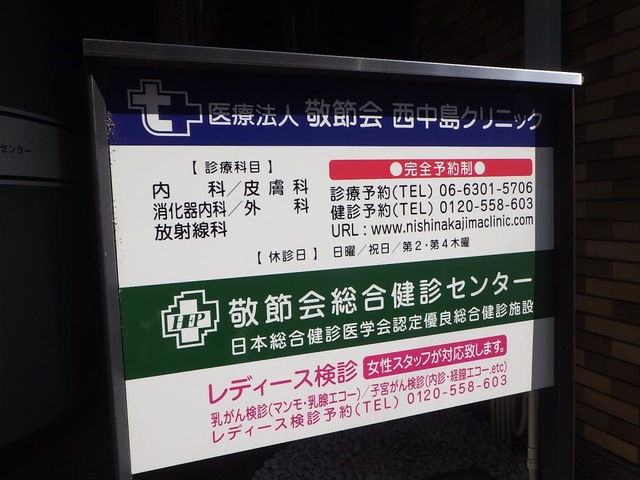 医療法人 敬節会 西中島クリニック
【 診療科目 】
内 科／皮膚科
消化器内科／外 科
放射線科
●完全予約制●
診療予約(TEL) 06-6301-5706
健診予約(TEL) 0120-558-603
URL : www.nishinakajimaclinic.com
【 休診日 】 日曜／祝日／第2・第4木曜
HP
敬節会総合健診センター
日本総合健診医学会認定優良総合健診施設
レディース検診 女性スタッフが対応致します。
乳がん検診(マンモ・乳腺エコー)／子宮がん検診(内診・経膣エコー.etc)
レディース検診予約(TEL) 0120-558-603
センター